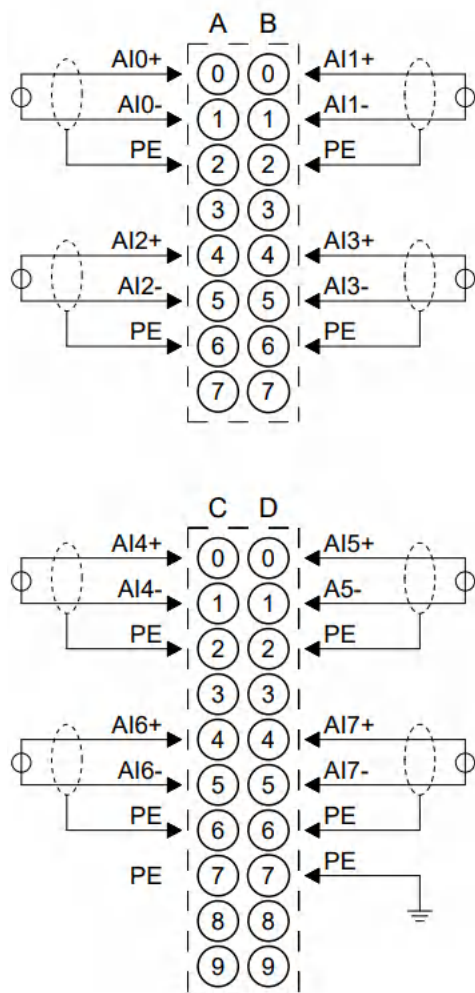 A B
AI0+ 0 0 AI1+
AI0- 1 1 AI1-
PE 2 2 PE
3 3
AI2+ 4 4 AI3+
AI2- 5 5 AI3-
PE 6 6 PE
7 7
C D
AI4+ 0 0 AI5+
AI4- 1 1 A5-
PE 2 2 PE
3 3
AI6+ 4 4 AI7+
AI6- 5 5 AI7-
PE 6 6 PE
PE 7 7 PE
8 8
9 9